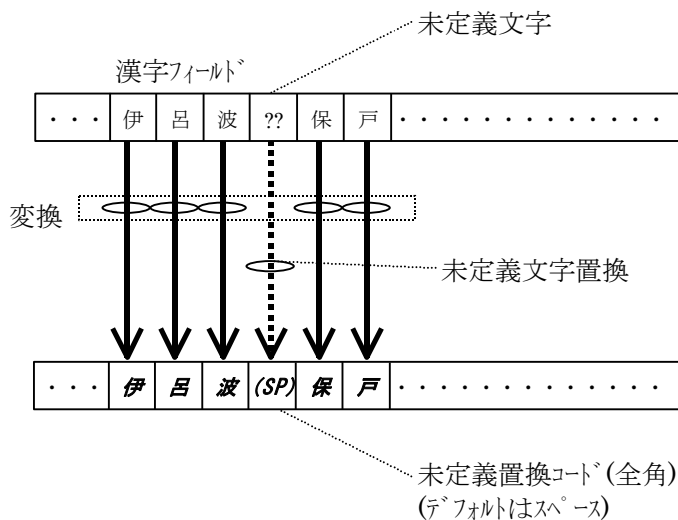 未定義文字
漢字フィールド
・・・ 伊 呂 波 ?? 保 戸 ・・・・・・・・・・・・・
変換
未定義文字置換
・・・ 伊 呂 波 (SP) 保 戸 ・・・・・・・・・・・・・
未定義置換コード(全角)
(デフォルトはスペース)